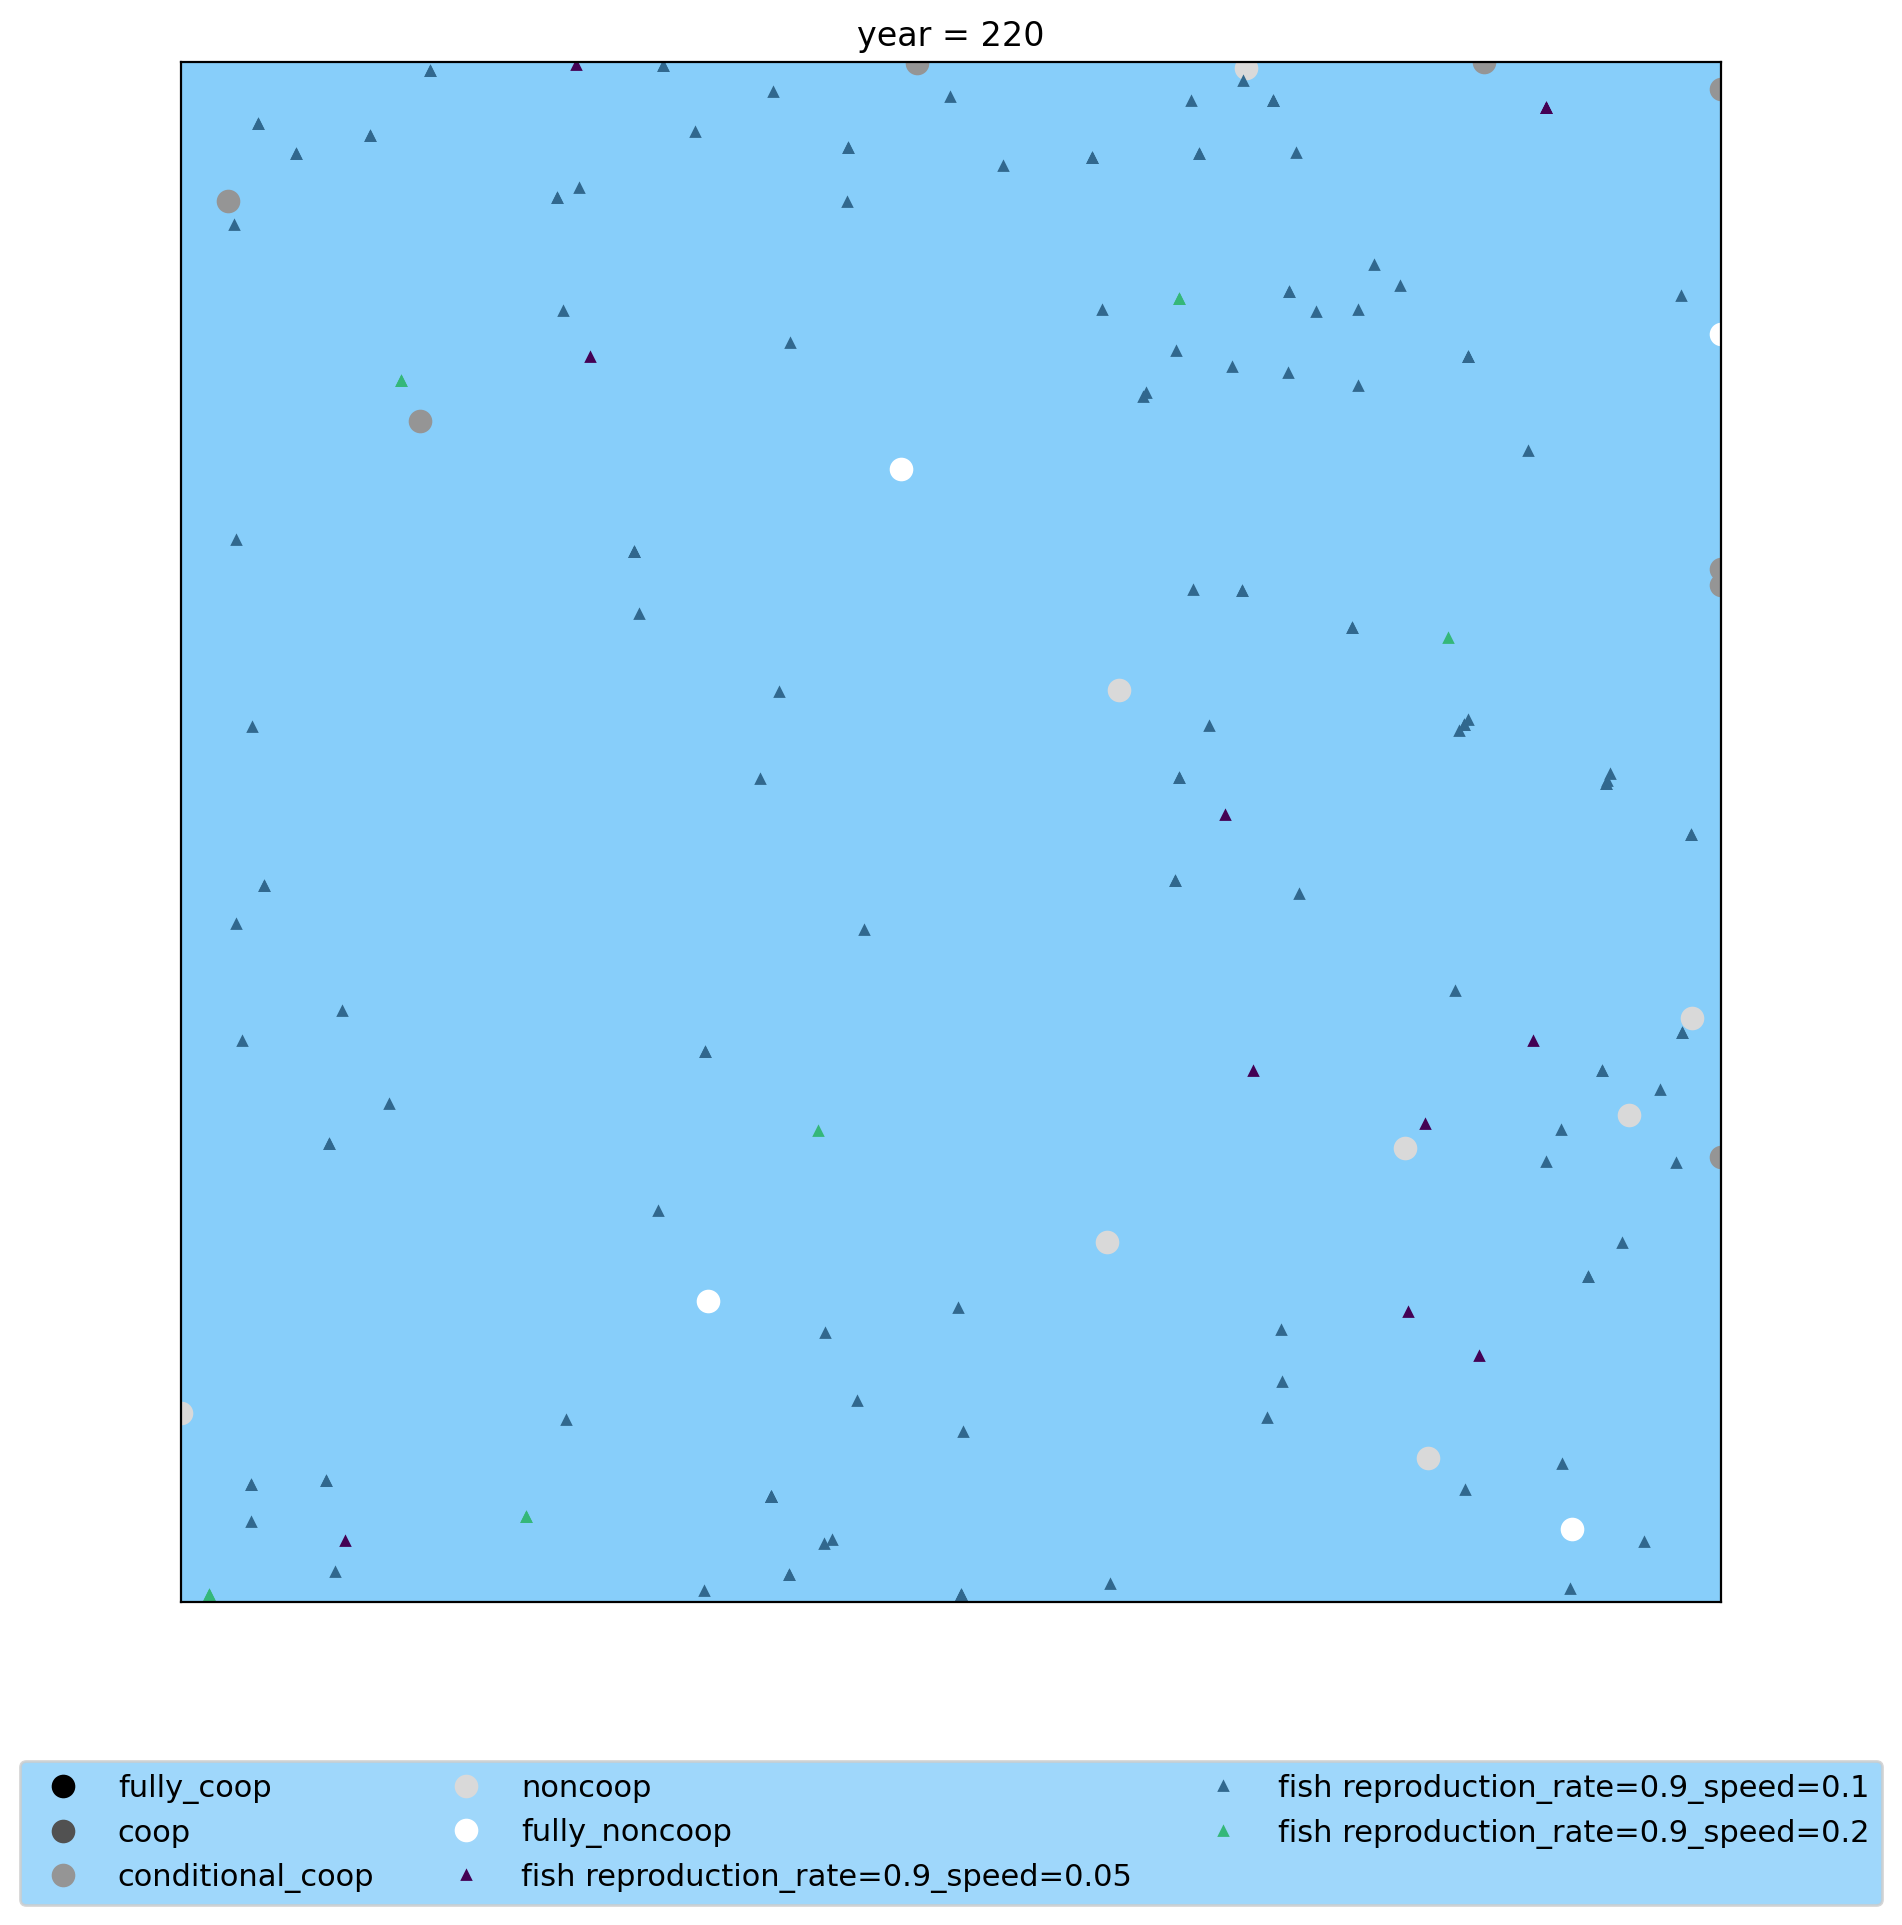 year = 220
fully_coop
coop
conditional_coop
noncoop
fully_noncoop
fish reproduction_rate=0.9_speed=0.05
fish reproduction_rate=0.9_speed=0.1
fish reproduction_rate=0.9_speed=0.2